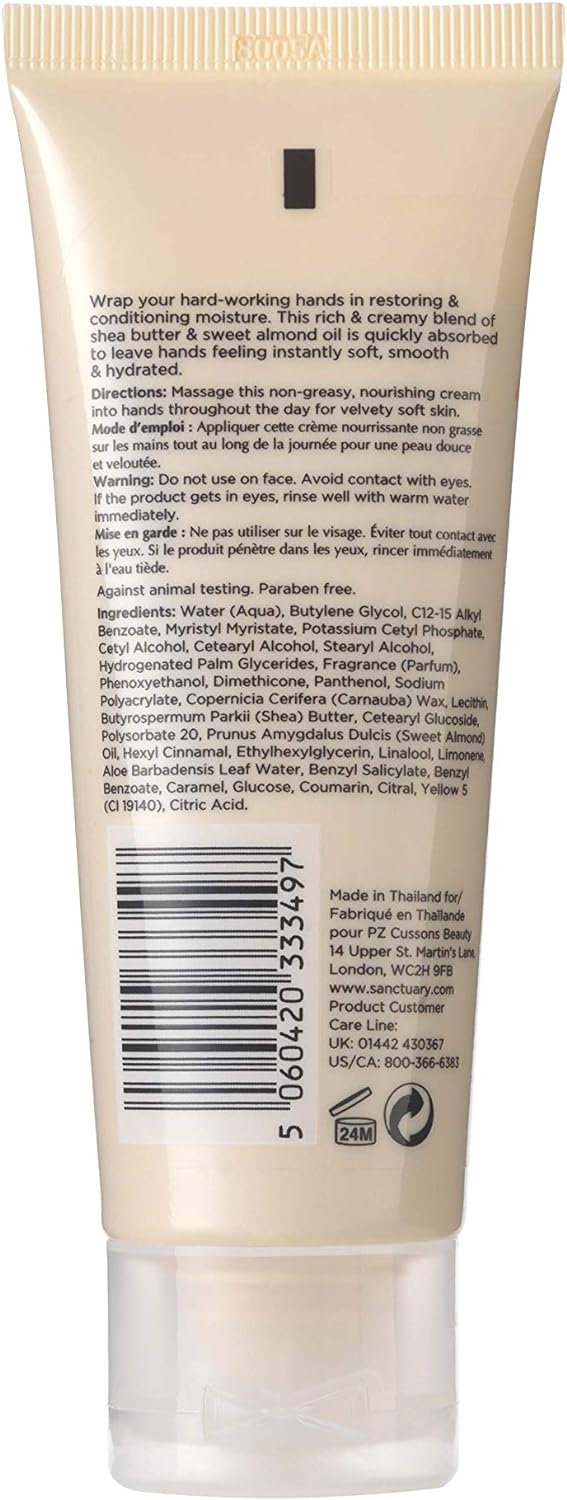 8005A
Wrap your hard-working hands in restoring &
conditioning moisture. This rich & creamy blend of
shea butter & sweet almond oil is quickly absorbed
to leave hands feeling instantly soft, smooth
& hydrated.
Directions: Massage this non-greasy, nourishing cream
into hands throughout the day for velvety soft skin.
Mode d'emploi : Appliquer cette crème nourrissante non grasse
sur les mains tout au long de la journée pour une peau douce
et veloutée.
Warning: Do not use on face. Avoid contact with eyes.
If the product gets in eyes, rinse well with warm water
immediately.
Mise en garde : Ne pas utiliser sur le visage. Éviter tout contact avec
les yeux. Si le produit pénètre dans les yeux, rincer immédiatement
à l'eau tiède.
Against animal testing. Paraben free.
Ingredients: Water (Aqua), Butylene Glycol, C12-15 Alkyl
Benzoate, Myristyl Myristate, Potassium Cetyl Phosphate,
Cetyl Alcohol, Cetearyl Alcohol, Stearyl Alcohol,
Hydrogenated Palm Glycerides, Fragrance (Parfum),
Phenoxyethanol, Dimethicone, Panthenol, Sodium
Polyacrylate, Copernicia Cerifera (Carnauba) Wax, Lecithin,
Butyrospermum Parkii (Shea) Butter, Cetearyl Glucoside,
Polysorbate 20, Prunus Amygdalus Dulcis (Sweet Almond)
Oil, Hexyl Cinnamal, Ethylhexylglycerin, Linalool, Limonene,
Aloe Barbadensis Leaf Water, Benzyl Salicylate, Benzyl
Benzoate, Caramel, Glucose, Coumarin, Citral, Yellow 5
(CI 19140), Citric Acid.
5 060420 333497
Made in Thailand for/
Fabriqué en Thaïlande
pour PZ Cussons Beauty
14 Upper St. Martin's Lane,
London, WC2H 9FB
www.sanctuary.com
Product Customer
Care Line:
UK: 01442 430367
US/CA: 800-366-6383
24M